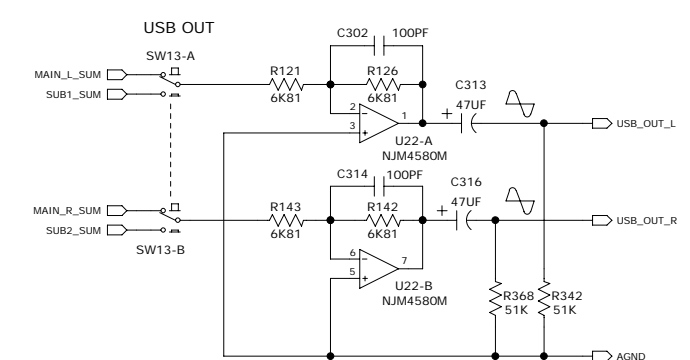 USB OUT
SW13-A
MAIN_L_SUM
SUB1_SUM
C302 100PF
R121
6K81
R126
6K81
2
3
1
U22-A
NJM4580M
C313
47UF
USB_OUT_L
MAIN_R_SUM
SUB2_SUM
SW13-B
C314 100PF
R143
6K81
R142
6K81
6
5
7
U22-B
NJM4580M
C316
47UF
USB_OUT_R
R368
51K
R342
51K
AGND